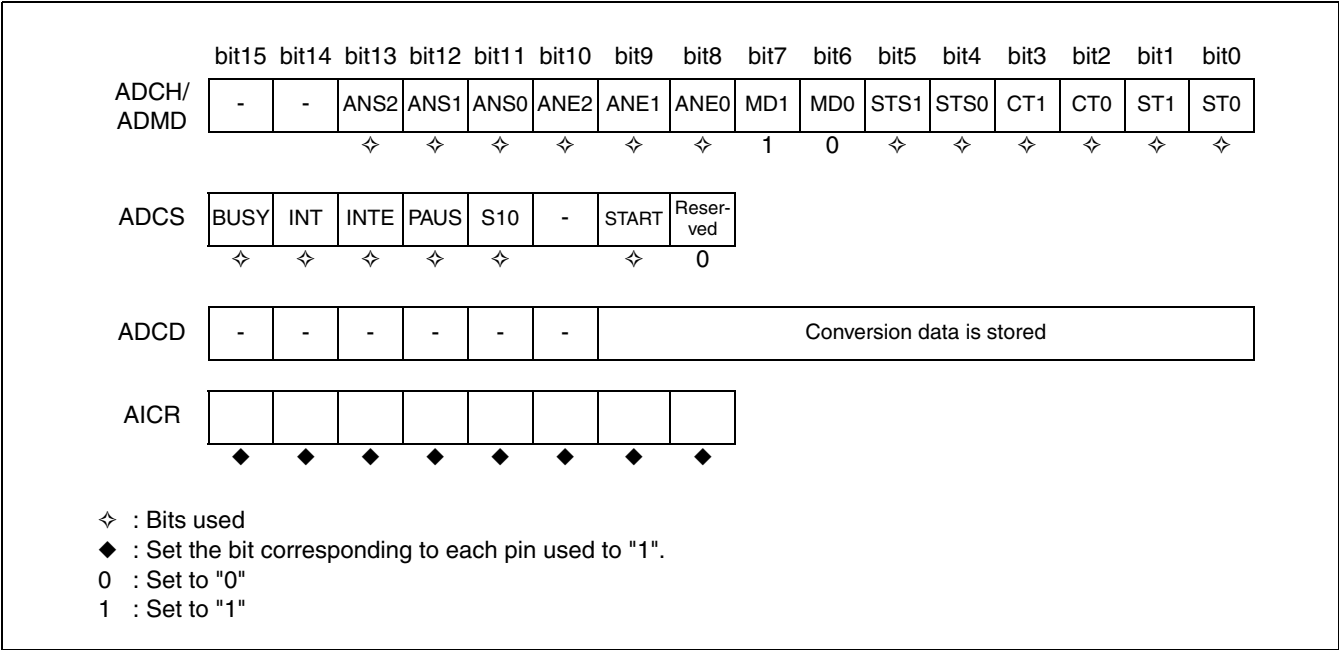 bit15 bit14 bit13 bit12 bit11 bit10 bit9 bit8 bit7 bit6 bit5 bit4 bit3 bit2 bit1 bit0
ADCH/
ADMD
- - ANS2 ANS1 ANS0 ANE2 ANE1 ANE0 MD1 MD0 STS1 STS0 CT1 CT0 ST1 ST0
✧ ✧ ✧ ✧ ✧ ✧ 1 0 ✧ ✧ ✧ ✧ ✧ ✧
ADCS BUSY INT INTE PAUS S10 - START Reser-
ved
✧ ✧ ✧ ✧ ✧ ✧ 0
ADCD - - - - - - Conversion data is stored
AICR
◆ ◆ ◆ ◆ ◆ ◆ ◆ ◆
✧ : Bits used
◆ : Set the bit corresponding to each pin used to "1".
0 : Set to "0"
1 : Set to "1"